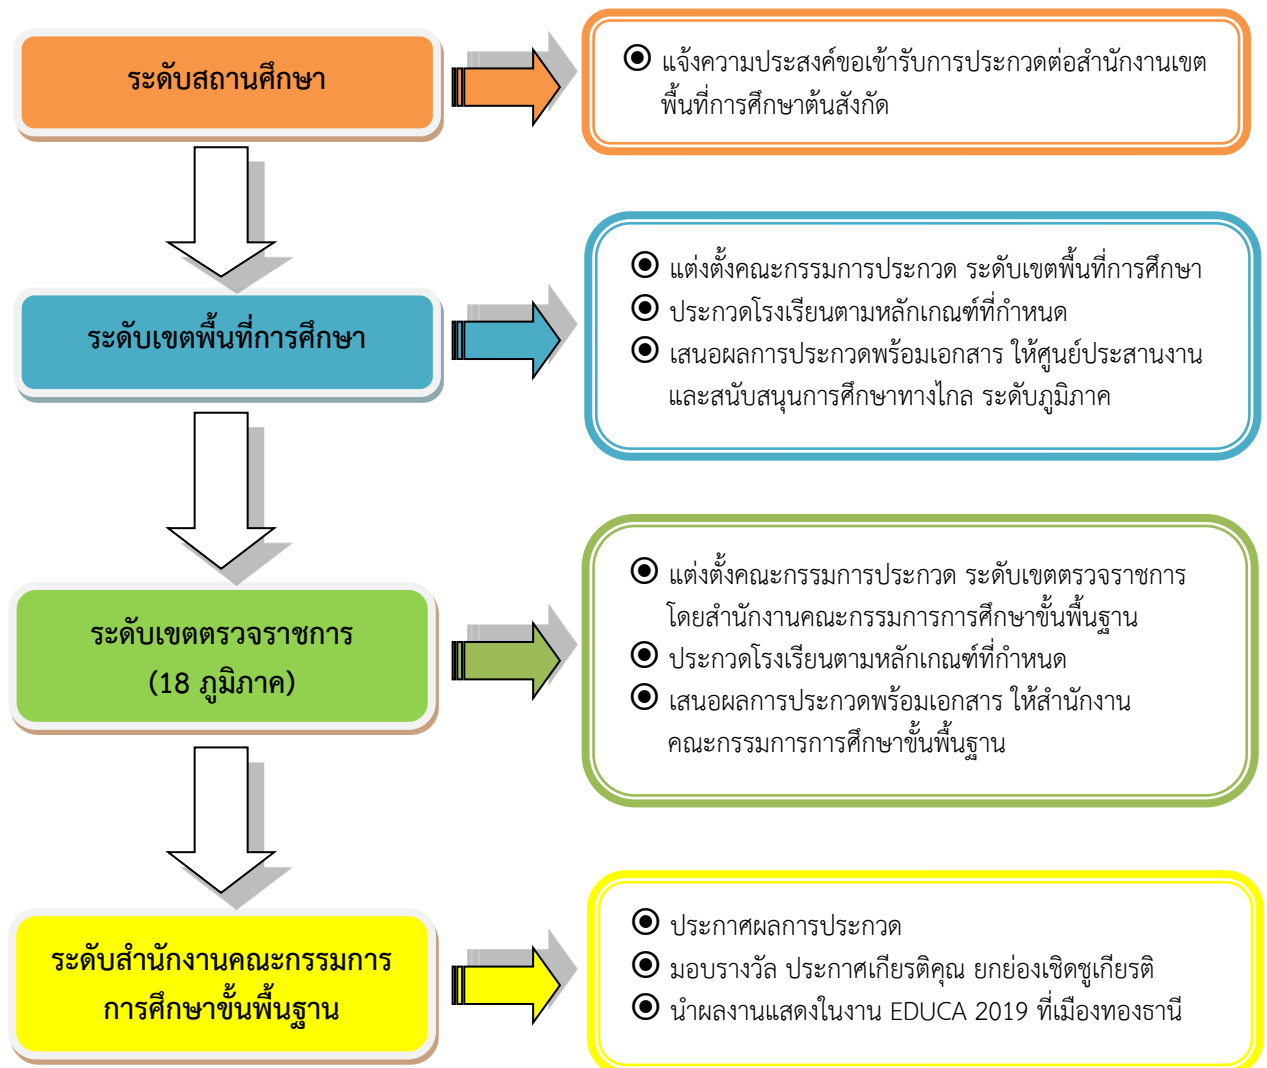 ระดับสถานศึกษา
◉ แจ้งความประสงค์ขอเข้ารับการประกวดต่อสำนักงานเขต
พื้นที่การศึกษาต้นสังกัด
ระดับเขตพื้นที่การศึกษา
◉ แต่งตั้งคณะกรรมการประกวด ระดับเขตพื้นที่การศึกษา
◉ ประกวดโรงเรียนตามหลักเกณฑ์ที่กำหนด
◉ เสนอผลการประกวดพร้อมเอกสาร ให้ศูนย์ประสานงาน
และสนับสนุนการศึกษาทางไกล ระดับภูมิภาค
ระดับเขตตรวจราชการ
(18 ภูมิภาค)
◉ แต่งตั้งคณะกรรมการประกวด ระดับเขตตรวจราชการ
โดยสำนักงานคณะกรรมการการศึกษาขั้นพื้นฐาน
◉ ประกวดโรงเรียนตามหลักเกณฑ์ที่กำหนด
◉ เสนอผลการประกวดพร้อมเอกสาร ให้สำนักงาน
คณะกรรมการการศึกษาขั้นพื้นฐาน
ระดับสำนักงานคณะกรรมการ
การศึกษาขั้นพื้นฐาน
◉ ประกาศผลการประกวด
◉ มอบรางวัล ประกาศเกียรติคุณ ยกย่องเชิดชูเกียรติ
◉ นำผลงานแสดงในงาน EDUCA 2019 ที่เมืองทองธานี